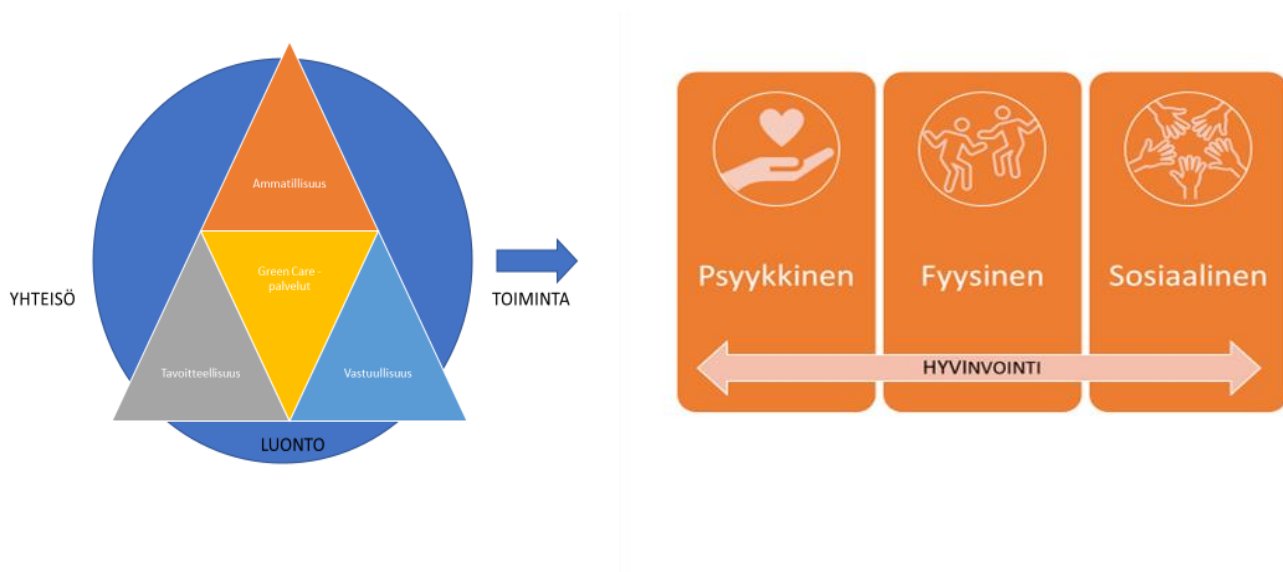 Ammatillisuus
Green Care -
palvelut
YHTEISÖ
TOIMINTA
Tavoitteellisuus
Vastuullisuus
LUONTO
Psyykkinen
Fyysinen
Sosiaalinen
HYVINVOINTI